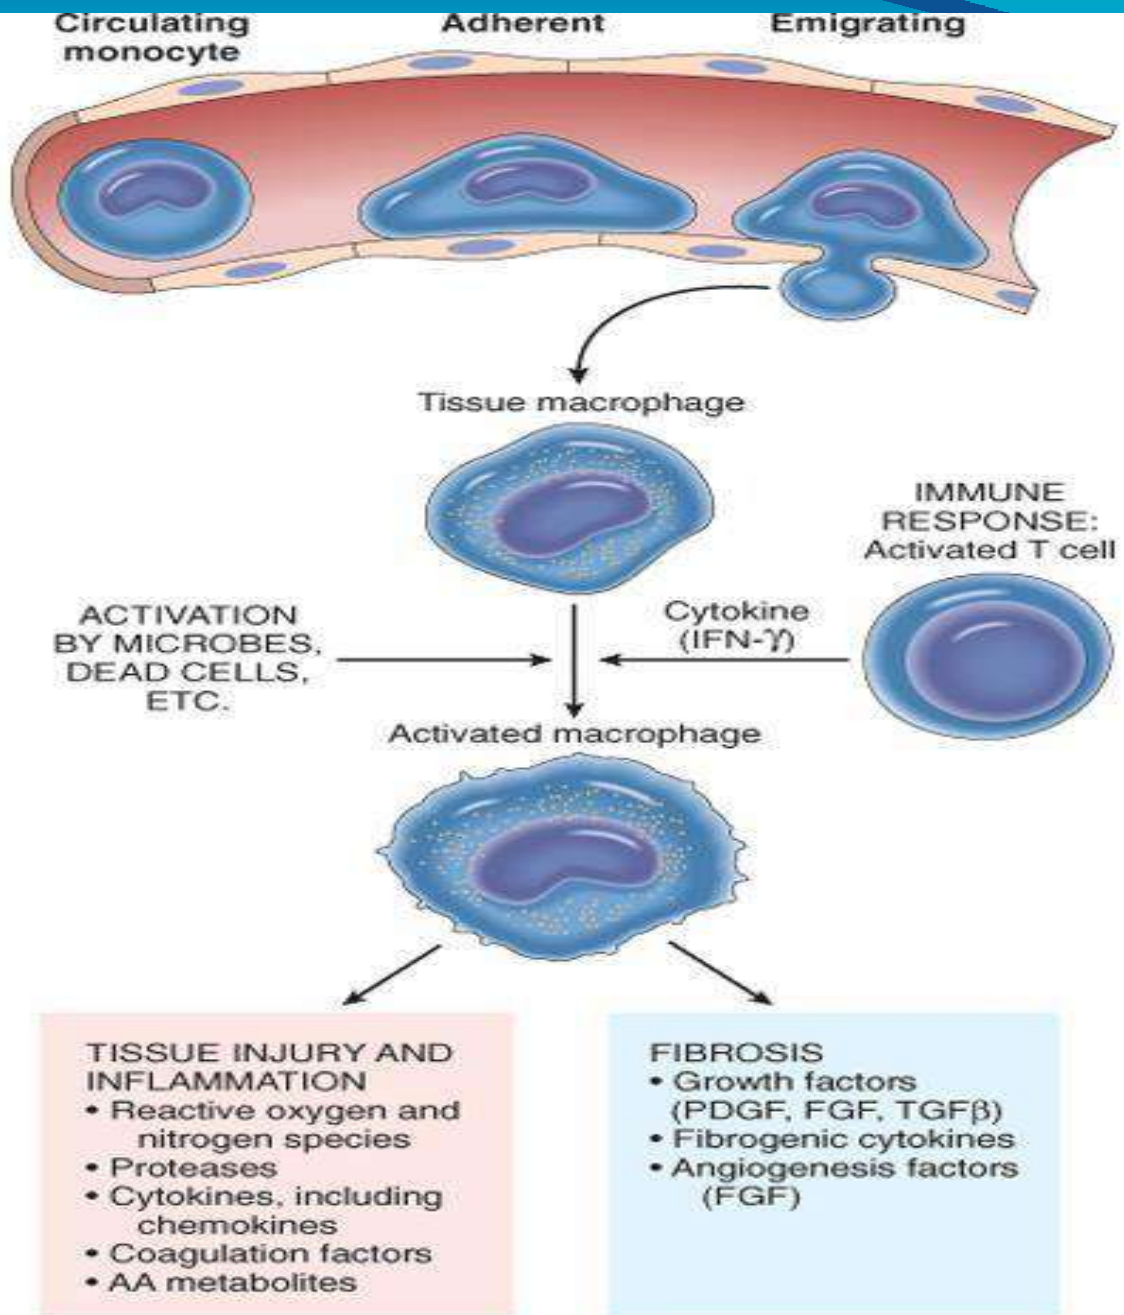 Circulating
monocyte
Adherent
Emigrating
Tissue macrophage
IMMUNE
RESPONSE:
Activated T cell
ACTIVATION
BY MICROBES,
DEAD CELLS,
ETC.
Cytokine
(IFN-γ)
Activated macrophage
TISSUE INJURY AND
INFLAMMATION
• Reactive oxygen and
nitrogen species
• Proteases
• Cytokines, including
chemokines
• Coagulation factors
• AA metabolites
FIBROSIS
• Growth factors
(PDGF, FGF, TGFβ)
• Fibrogenic cytokines
• Angiogenesis factors
(FGF)